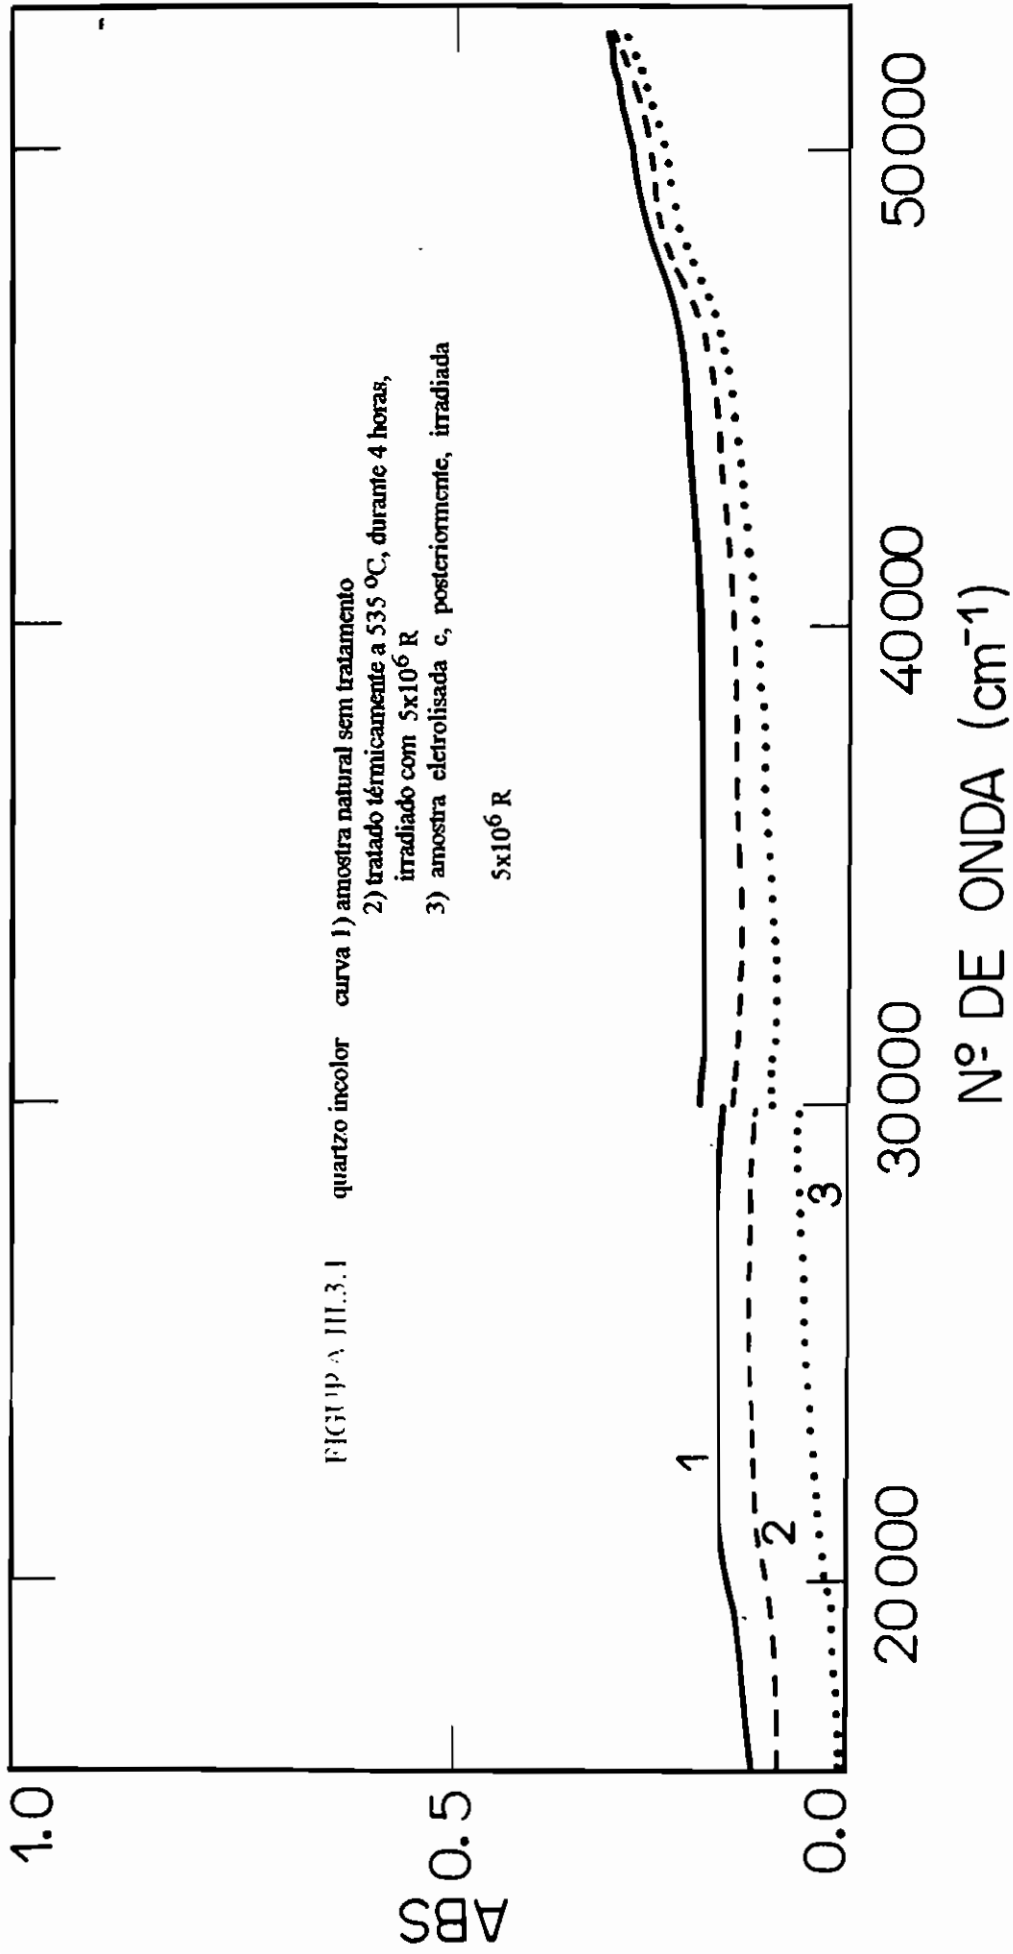 FIGURA III.3.1 quartzo incolor curva 1) amostra natural sem tratamento
2) tratado térmicamente a 535 ºC, durante 4 horas,
irradiado com 5x10⁶ R
3) amostra eletrolisada e, posteriormente, irradiada
5x10⁶ R
ABS
1.0
0.5
0.0
1
2
3
20000
30000
40000
50000
Nº DE ONDA (cm⁻¹)